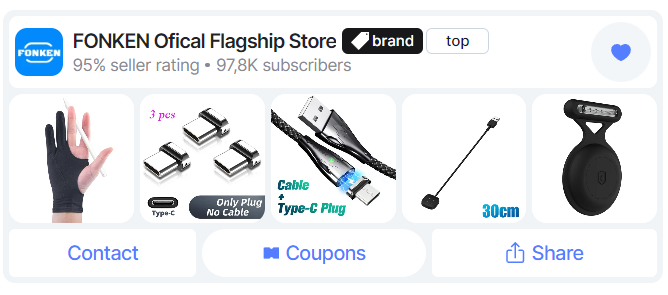 FONKEN
FONKEN Ofical Flagship Store
brand
top
95% seller rating • 97,8K subscribers
3 pcs
Type-C
Only Plug
No Cable
Cable
+
Type-C Plug
30cm
Contact
Coupons
Share